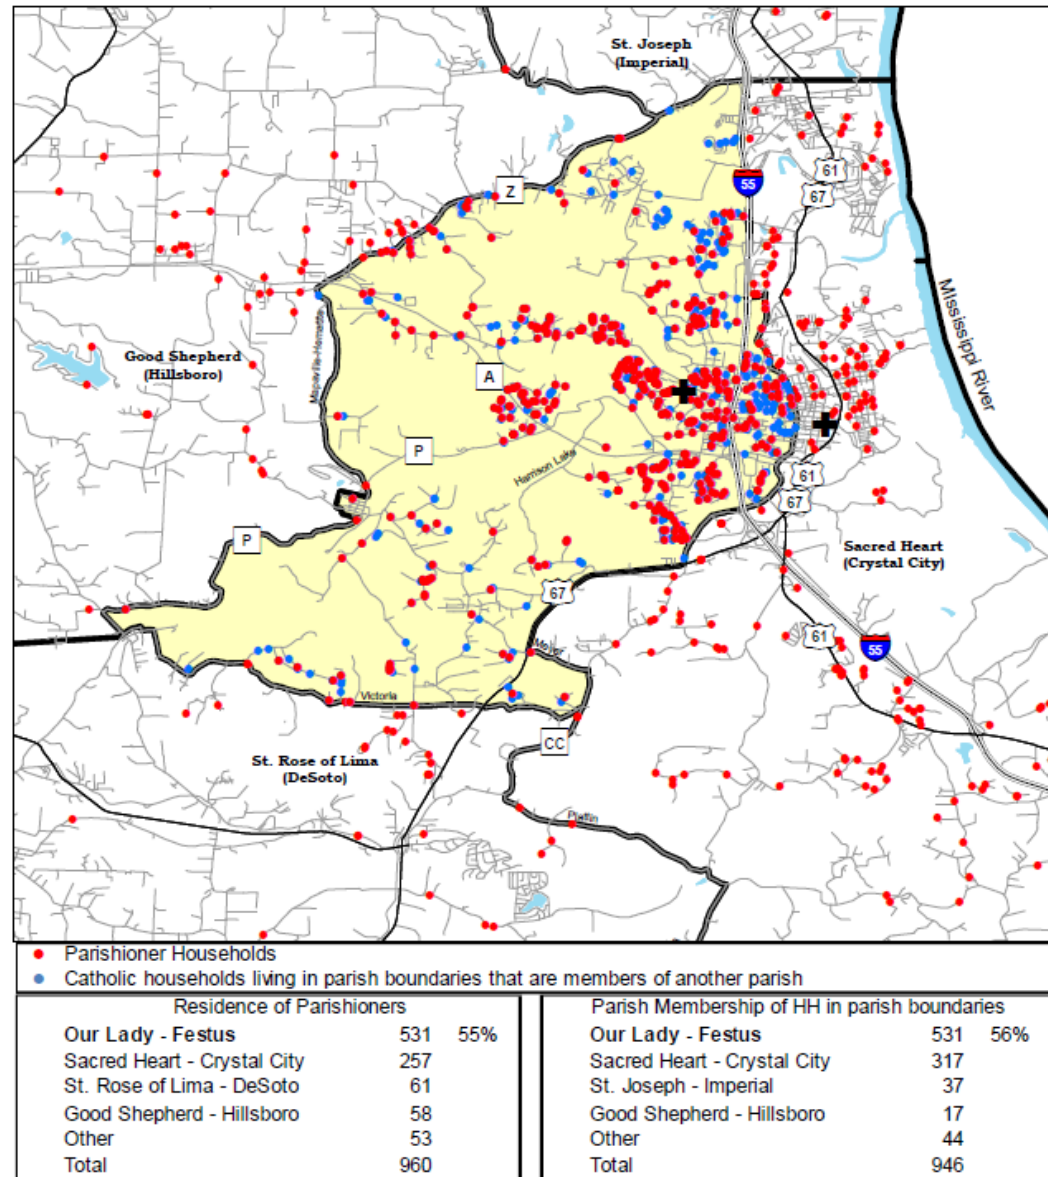 St. Joseph
(Imperial)
Z
55
61
67
Mississippi River
Good Shepherd
(Hillsboro)
Mapaville-Hematite
A
P
Harrison Lake
61
67
P
Sacred Heart
(Crystal City)
67
61
55
Meyer
Victoria
CC
St. Rose of Lima
(DeSoto)
Plattin
Parishioner Households
Catholic households living in parish boundaries that are members of another parish
Residence of Parishioners
Our Lady - Festus 531 55%
Sacred Heart - Crystal City 257
St. Rose of Lima - DeSoto 61
Good Shepherd - Hillsboro 58
Other 53
Total 960
Parish Membership of HH in parish boundaries
Our Lady - Festus 531 56%
Sacred Heart - Crystal City 317
St. Joseph - Imperial 37
Good Shepherd - Hillsboro 17
Other 44
Total 946